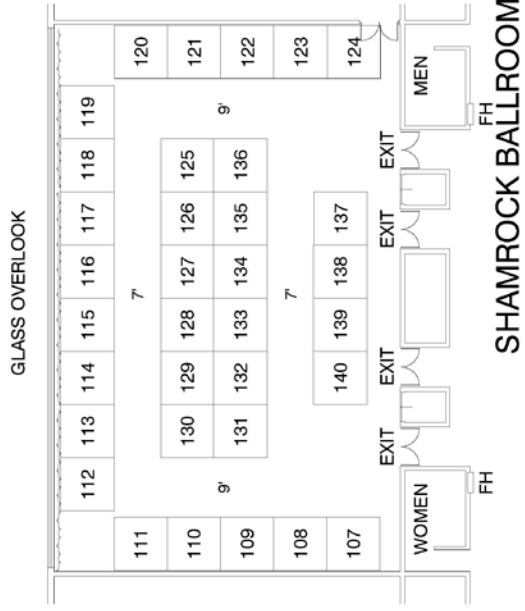 GLASS OVERLOOK
112 113 114 115 116 117 118 119
111 7' 120
110 130 129 128 127 126 125 121
109 9' 131 132 133 134 135 136 9' 122
108 7' 123
107 140 139 138 137 124
EXIT EXIT EXIT EXIT
WOMEN MEN
FH FH
SHAMROCK BALLROOM